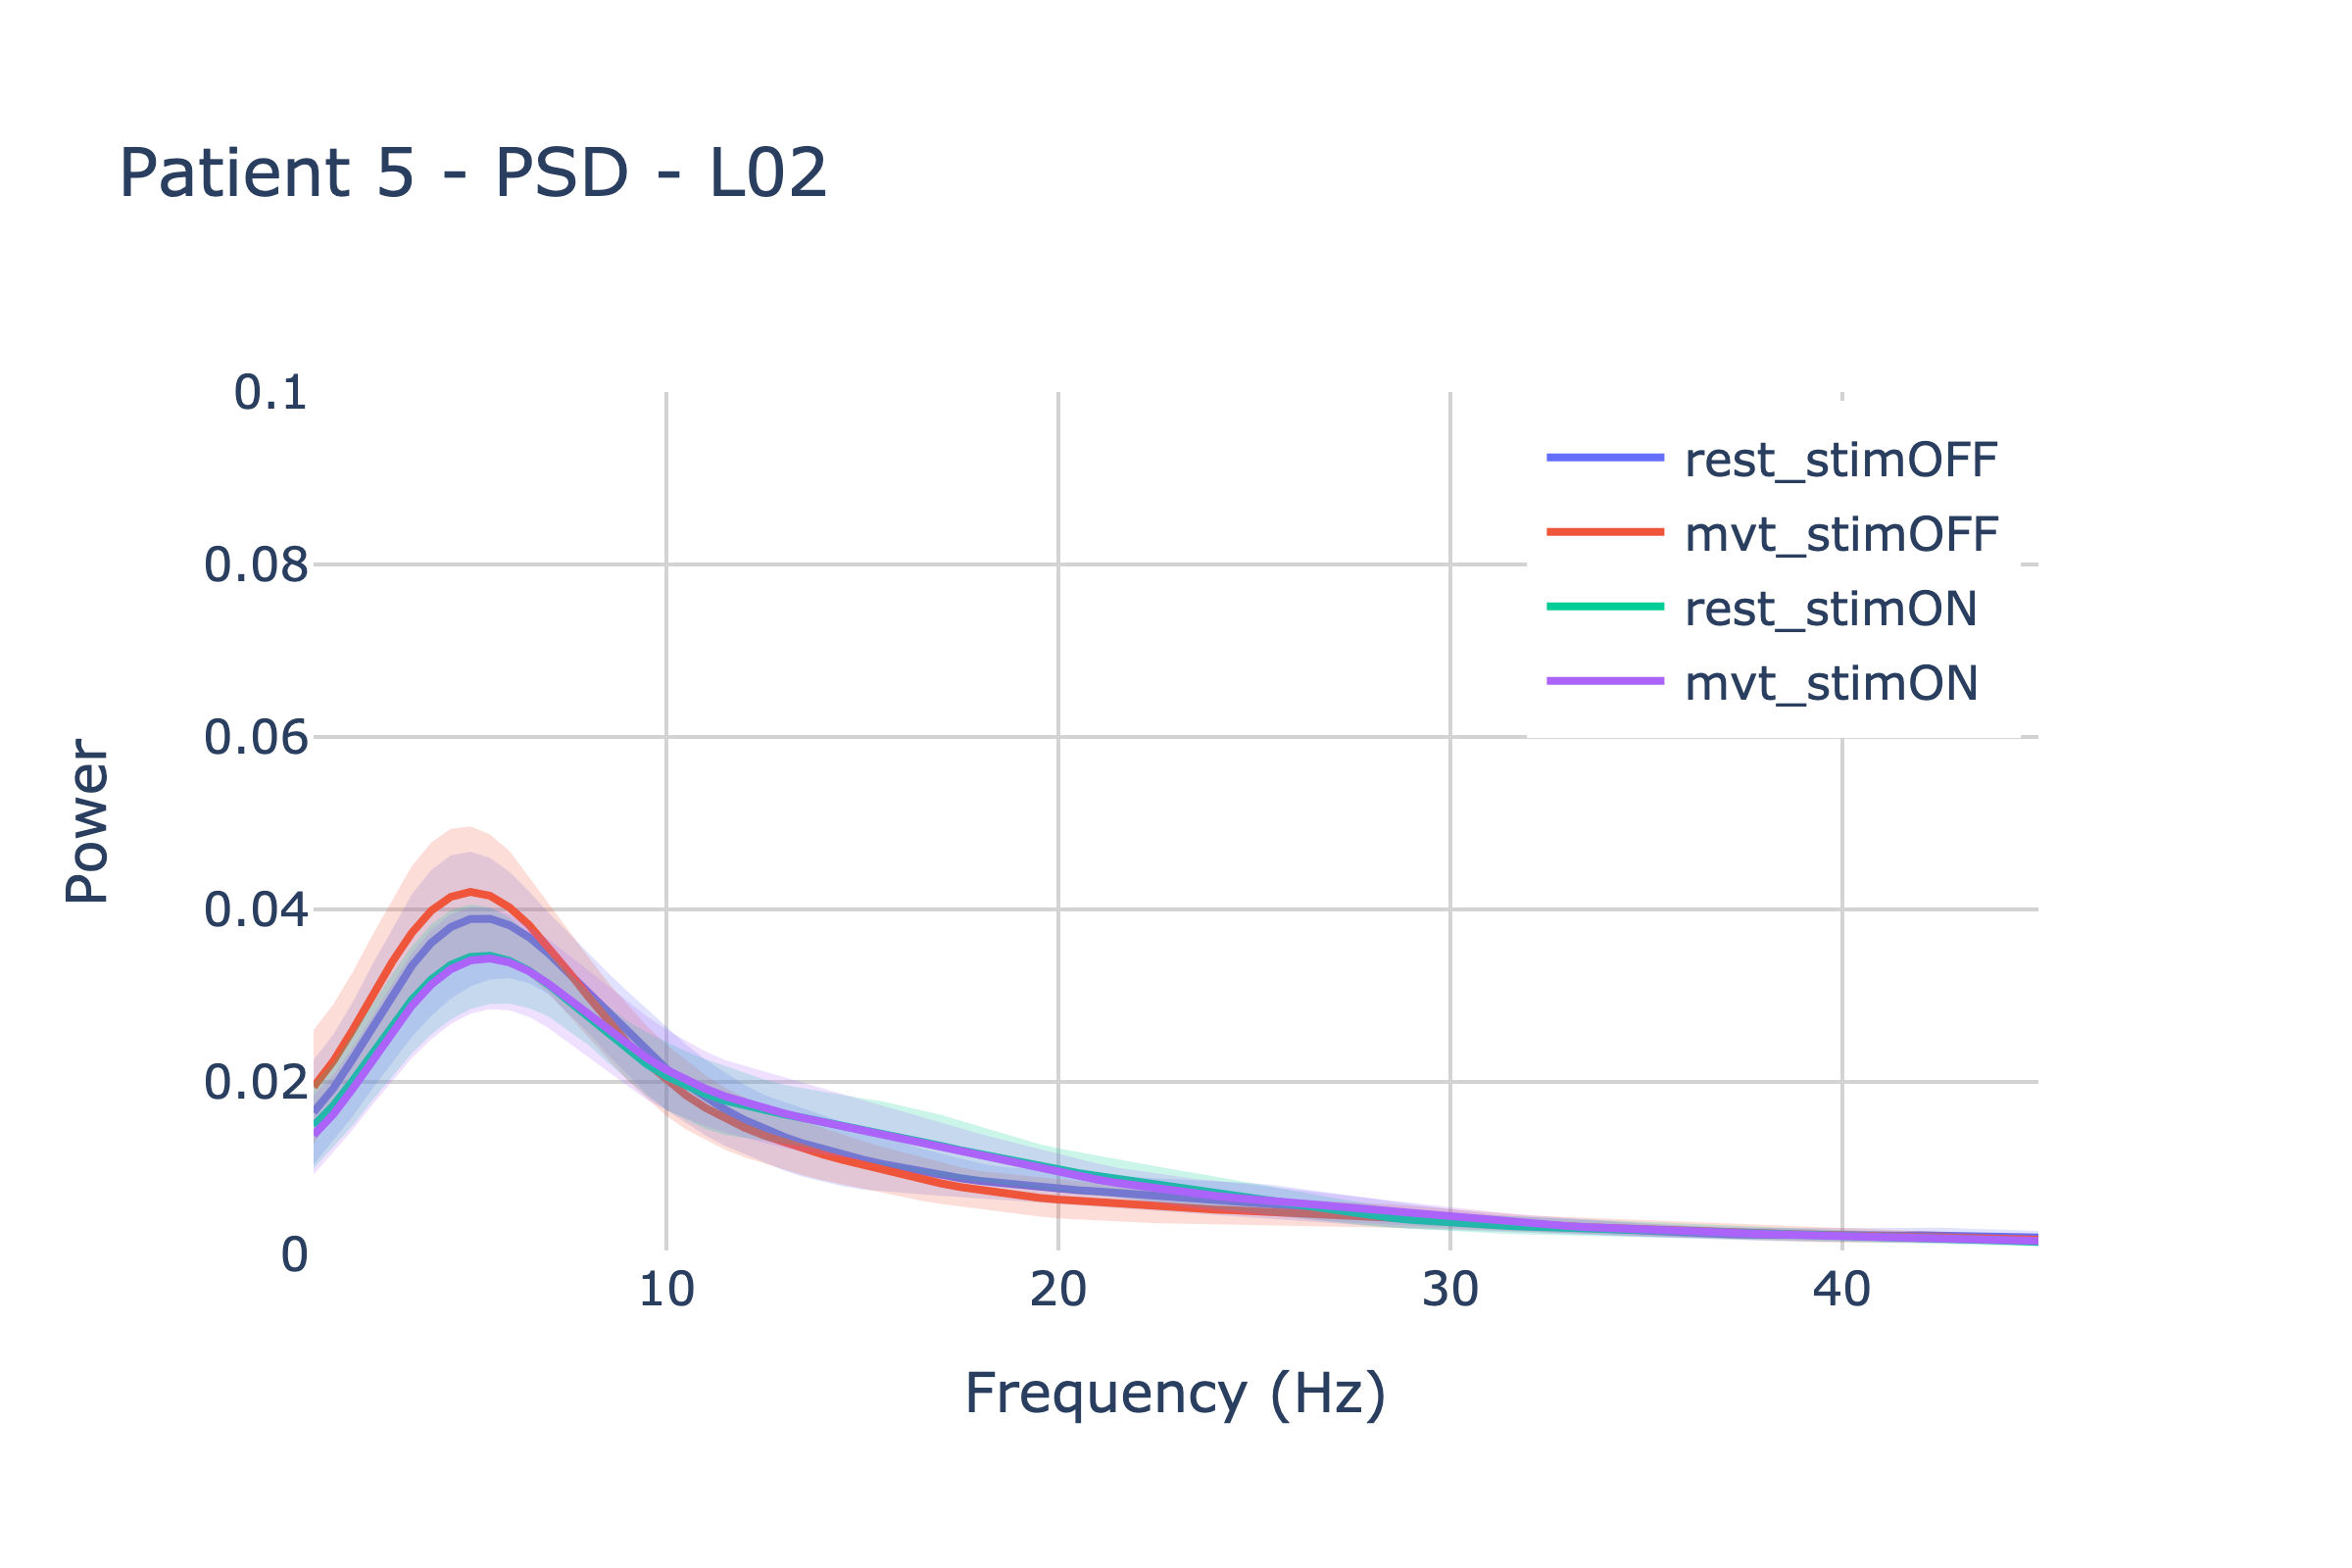 Patient 5 - PSD - L02
0.1
0.08
0.06
0.04
0.02
0
Power
rest_stimOFF
mvt_stimOFF
rest_stimON
mvt_stimON
10 20 30 40
Frequency (Hz)